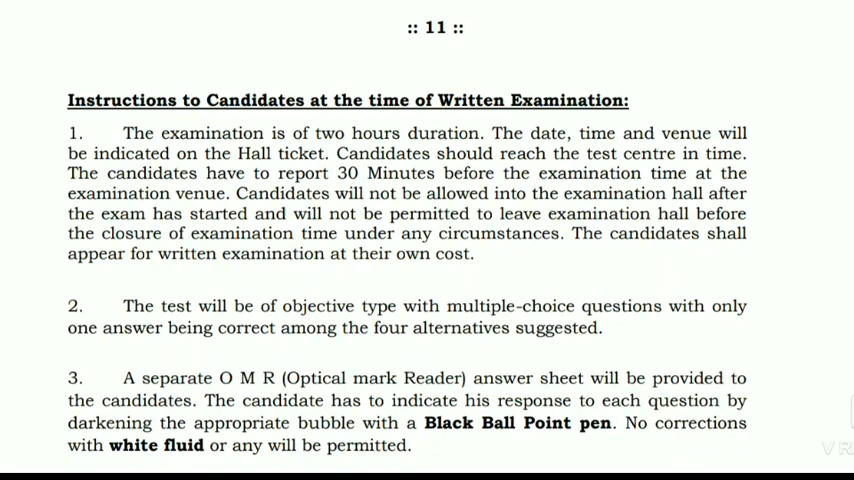 :: 11 ::
Instructions to Candidates at the time of Written Examination:
1. The examination is of two hours duration. The date, time and venue will
be indicated on the Hall ticket. Candidates should reach the test centre in time.
The candidates have to report 30 Minutes before the examination time at the
examination venue. Candidates will not be allowed into the examination hall after
the exam has started and will not be permitted to leave examination hall before
the closure of examination time under any circumstances. The candidates shall
appear for written examination at their own cost.
2. The test will be of objective type with multiple-choice questions with only
one answer being correct among the four alternatives suggested.
3. A separate O M R (Optical mark Reader) answer sheet will be provided to
the candidates. The candidate has to indicate his response to each question by
darkening the appropriate bubble with a Black Ball Point pen. No corrections
with white fluid or any will be permitted.